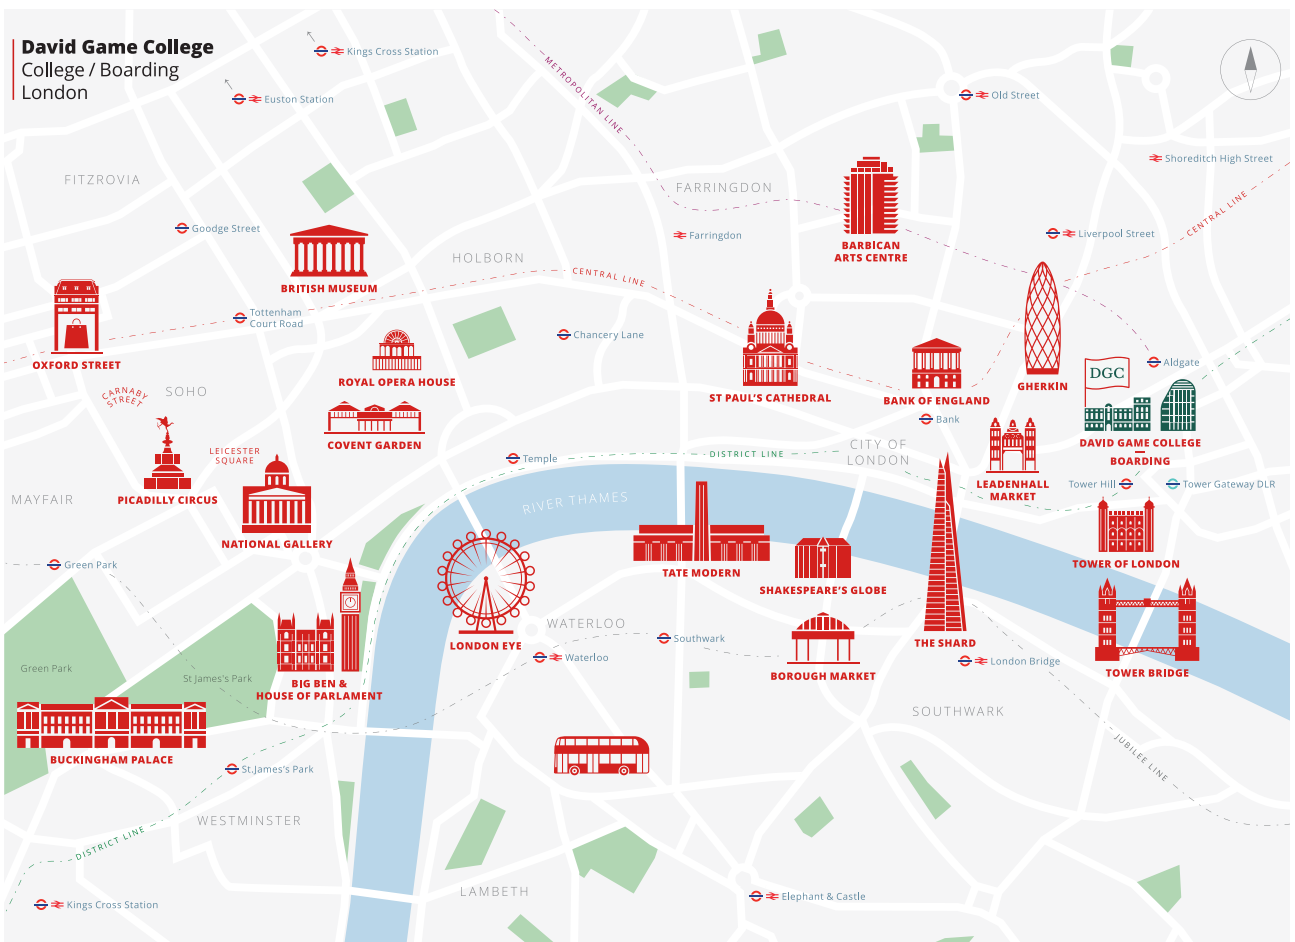 David Game College
College / Boarding
London
Kings Cross Station
Euston Station
METROPOLITAN LINE
Old Street
Shoreditch High Street
FITZROVIA
FARRINGDON
CENTRAL LINE
Goodge Street
Farringdon
Liverpool Street
BARBICAN
ARTS CENTRE
HOLBORN
BRITISH MUSEUM
CENTRAL LINE
Tottenham
Court Road
Chancery Lane
OXFORD STREET
ROYAL OPERA HOUSE
Aldgate
DGC
GHERKIN
CARNABY
STREET
SOHO
ST PAUL'S CATHEDRAL
BANK OF ENGLAND
Bank
COVENT GARDEN
DAVID GAME COLLEGE
BOARDING
LEICESTER
SQUARE
Temple
DISTRICT LINE
CITY OF
LONDON
LEADENHALL
MARKET
Tower Hill
Tower Gateway DLR
MAYFAIR
PICADILLY CIRCUS
RIVER THAMES
NATIONAL GALLERY
Green Park
TATE MODERN
SHAKESPEARE'S GLOBE
TOWER OF LONDON
WATERLOO
LONDON EYE
Southwark
Waterloo
THE SHARD
London Bridge
TOWER BRIDGE
Green Park
St James's Park
BIG BEN &
HOUSE OF PARLAMENT
BOROUGH MARKET
SOUTHWARK
BUCKINGHAM PALACE
St.James's Park
JUBILEE LINE
WESTMINSTER
DISTRICT LINE
LAMBETH
Elephant & Castle
Kings Cross Station